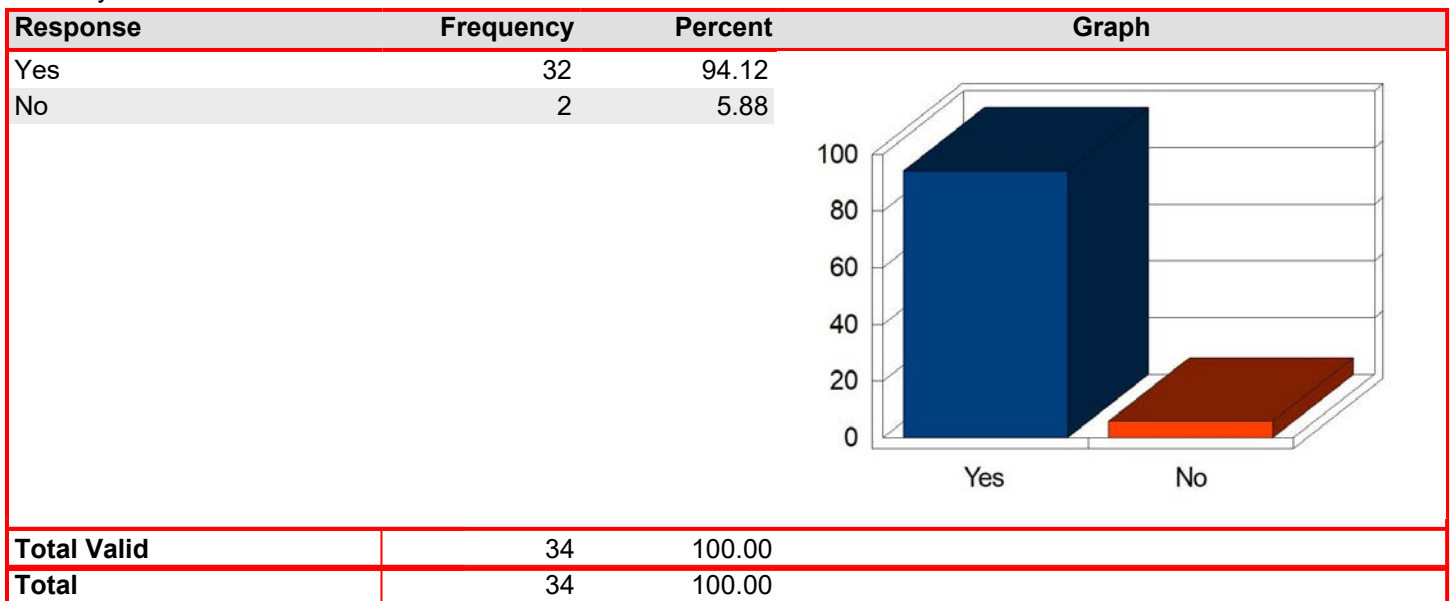 Response Frequency Percent Graph
Yes 32 94.12
No 2 5.88
100
80
60
40
20
0
Yes No
Total Valid 34 100.00
Total 34 100.00